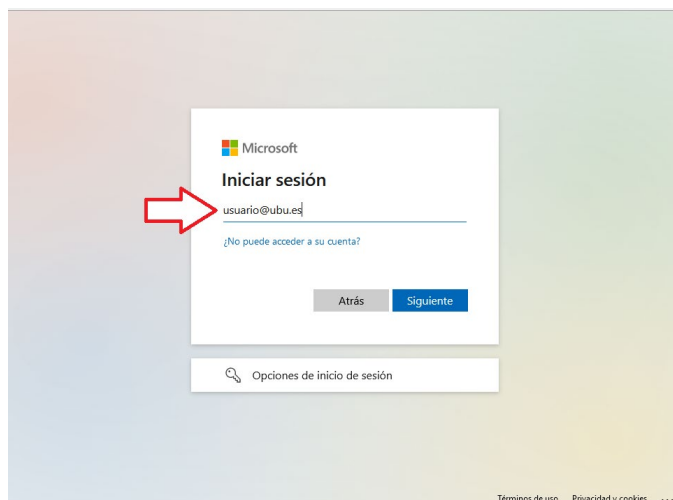 Microsoft
Iniciar sesión
usuario@ubu.es
¿No puede acceder a su cuenta?
Atrás Siguiente
Opciones de inicio de sesión
Términos de uso Privacidad y cookies ...